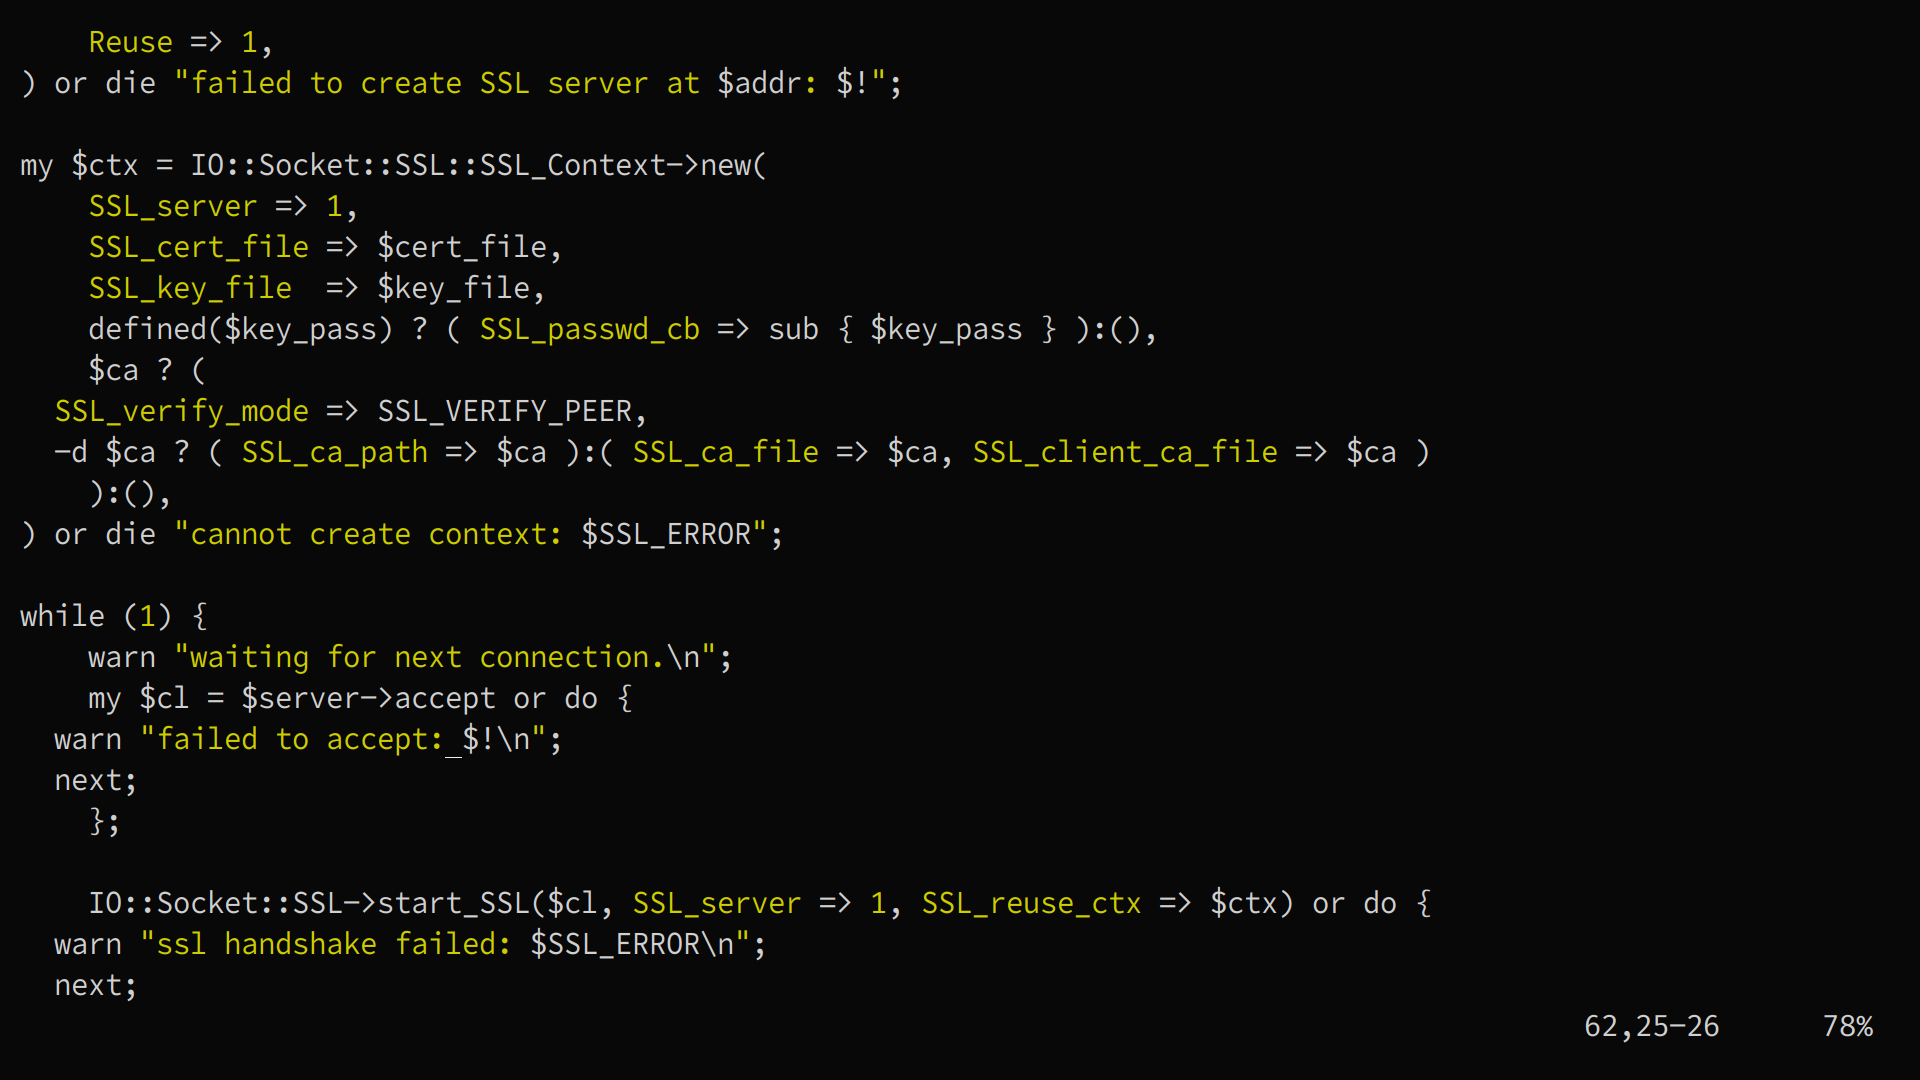 Reuse => 1,
) or die "failed to create SSL server at $addr: $!";

my $ctx = IO::Socket::SSL::SSL_Context->new(
    SSL_server => 1,
    SSL_cert_file => $cert_file,
    SSL_key_file  => $key_file,
    defined($key_pass) ? ( SSL_passwd_cb => sub { $key_pass } ):(),
    $ca ? (
  SSL_verify_mode => SSL_VERIFY_PEER,
  -d $ca ? ( SSL_ca_path => $ca ):( SSL_ca_file => $ca, SSL_client_ca_file => $ca )
    ):(),
) or die "cannot create context: $SSL_ERROR";

while (1) {
    warn "waiting for next connection.\n";
    my $cl = $server->accept or do {
  warn "failed to accept: $!\n";
  next;
    };

    IO::Socket::SSL->start_SSL($cl, SSL_server => 1, SSL_reuse_ctx => $ctx) or do {
  warn "ssl handshake failed: $SSL_ERROR\n";
  next;
62,25-26 78%